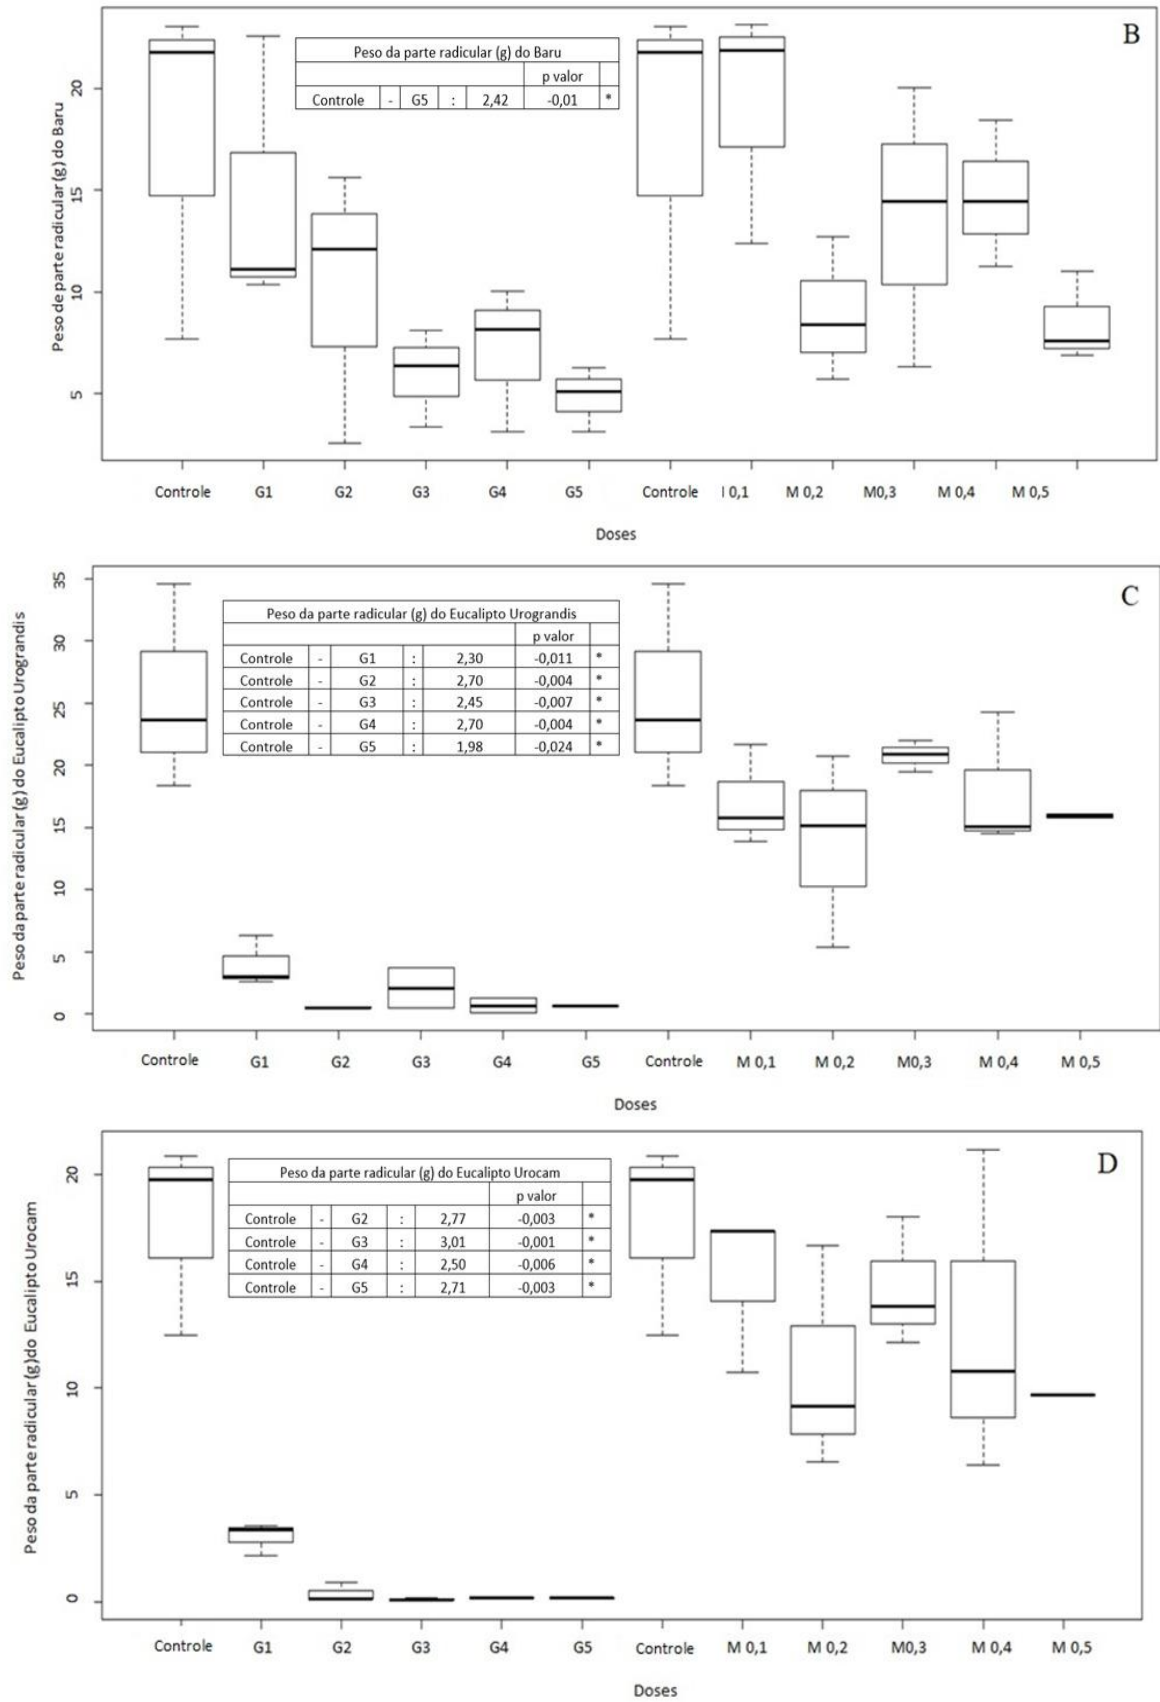 B
Peso da parte radicular (g) do Baru
p valor
Controle - G5 : 2,42 -0,01 *
Peso de parte radicular (g) do Baru
20
15
10
5
Controle G1 G2 G3 G4 G5 Controle I 0,1 M 0,2 M0,3 M 0,4 M 0,5
Doses
C
Peso da parte radicular (g) do Eucalipto Urograndis
p valor
Controle - G1 : 2,30 -0,011 *
Controle - G2 : 2,70 -0,004 *
Controle - G3 : 2,45 -0,007 *
Controle - G4 : 2,70 -0,004 *
Controle - G5 : 1,98 -0,024 *
Peso da parte radicular (g) do Eucalipto Urograndis
35
30
25
20
15
10
5
0
Controle G1 G2 G3 G4 G5 Controle M 0,1 M 0,2 M0,3 M 0,4 M 0,5
Doses
D
Peso da parte radicular (g) do Eucalipto Urocam
p valor
Controle - G2 : 2,77 -0,003 *
Controle - G3 : 3,01 -0,001 *
Controle - G4 : 2,50 -0,006 *
Controle - G5 : 2,71 -0,003 *
Peso da parte radicular (g)do Eucalipto Urocam
20
15
10
5
0
Controle G1 G2 G3 G4 G5 Controle M 0,1 M 0,2 M0,3 M 0,4 M 0,5
Doses